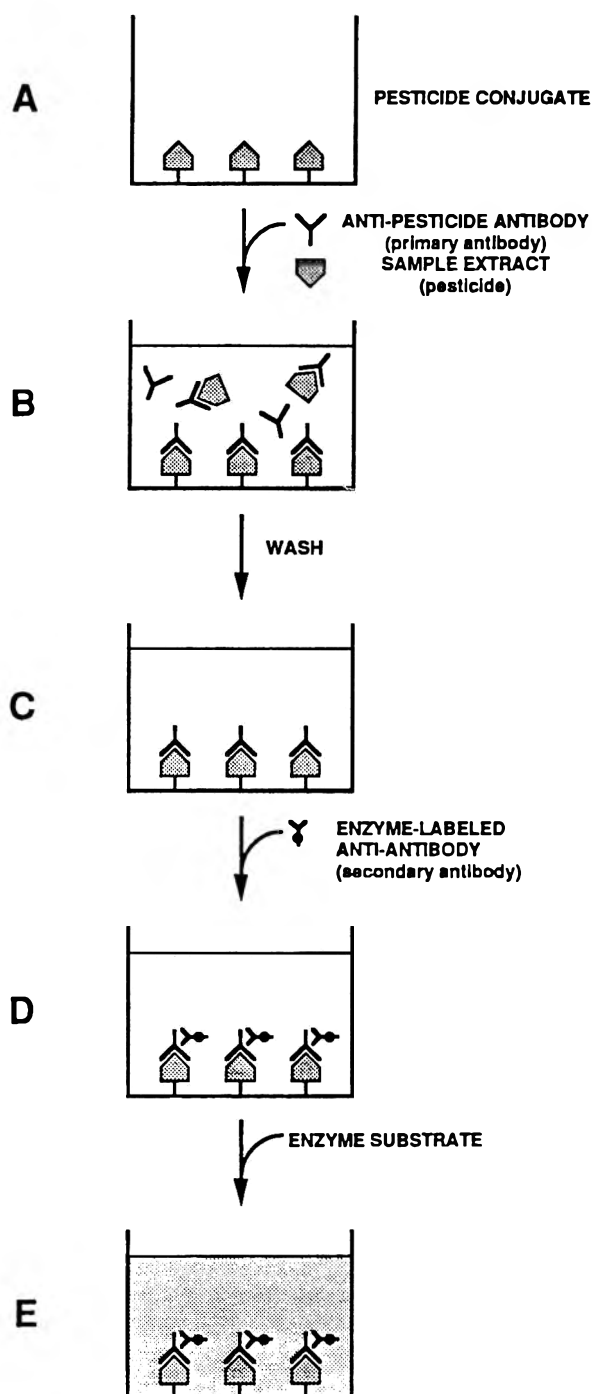 A
PESTICIDE CONJUGATE
ANTI-PESTICIDE ANTIBODY
(primary antibody)
SAMPLE EXTRACT
(pesticide)
B
WASH
C
ENZYME-LABELED
ANTI-ANTIBODY
(secondary antibody)
D
ENZYME SUBSTRATE
E